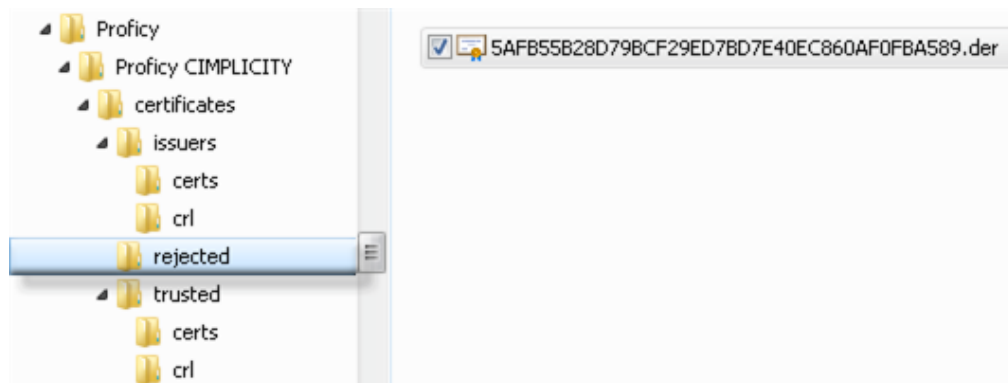 Proficy
Proficy CIMPLICITY
certificates
issuers
certs
crl
rejected
trusted
certs
crl
5AFB55B28D79BCF29ED7BD7E40EC860AF0FBA589.der